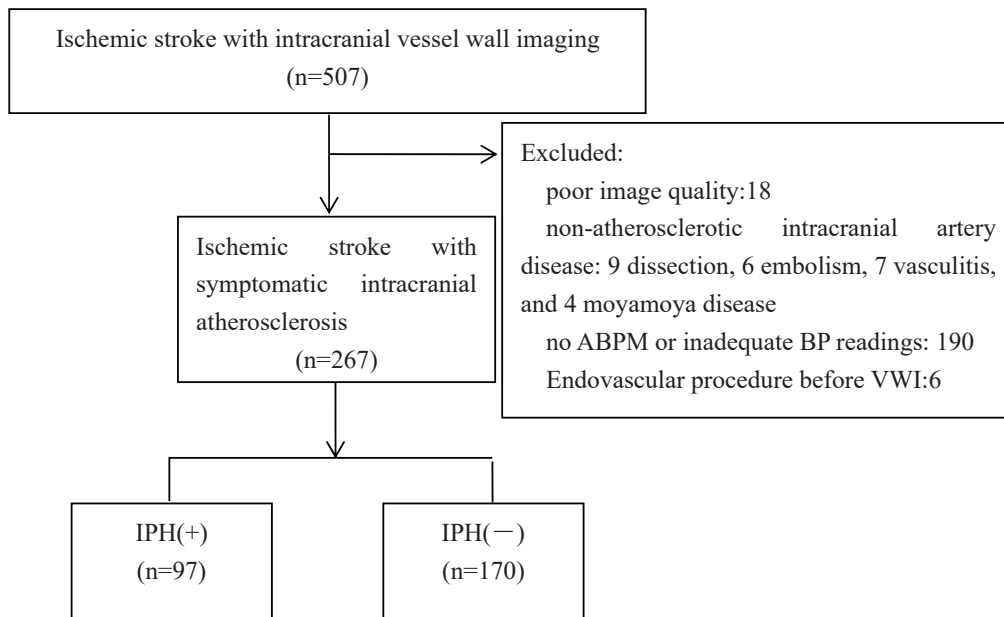 Ischemic stroke with intracranial vessel wall imaging
(n=507)
Excluded:
poor image quality:18
non-atherosclerotic intracranial artery
disease: 9 dissection, 6 embolism, 7 vasculitis,
and 4 moyamoya disease
no ABPM or inadequate BP readings: 190
Endovascular procedure before VWI:6
Ischemic stroke with
symptomatic intracranial
atherosclerosis
(n=267)
IPH(+)
(n=97)
IPH(一)
(n=170)